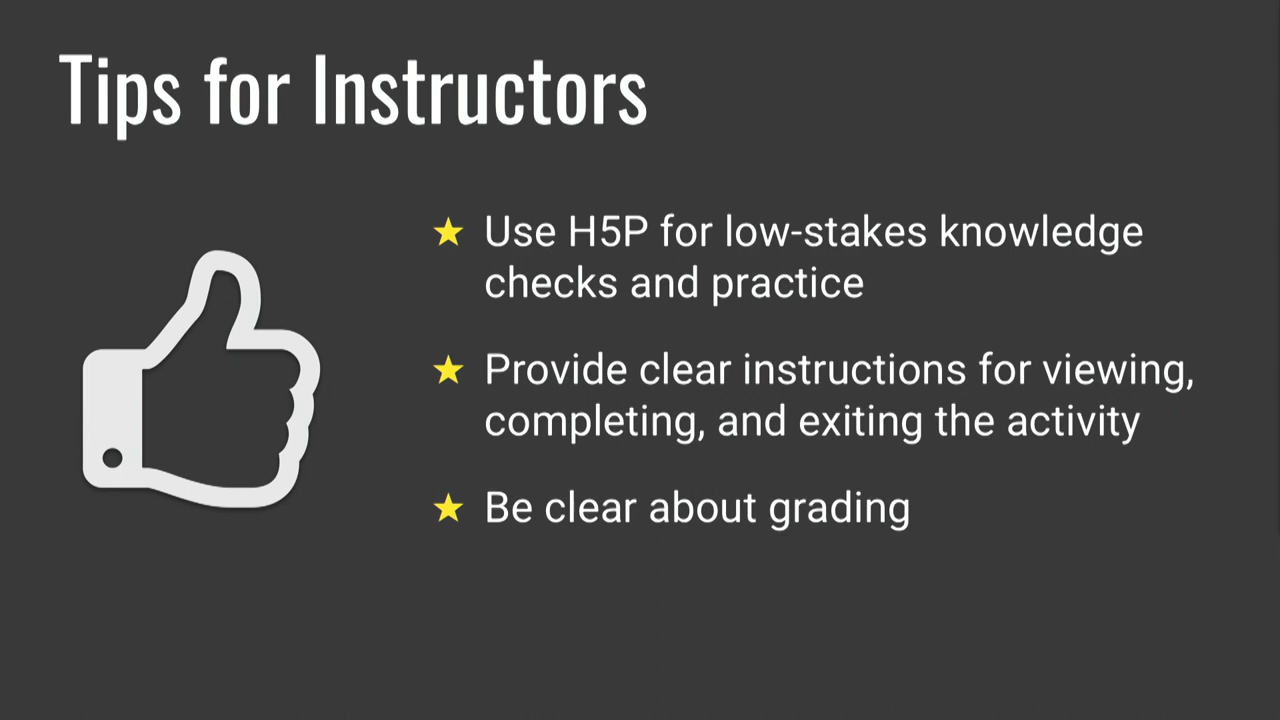 Tips for Instructors
Use H5P for low-stakes knowledge
checks and practice
Provide clear instructions for viewing,
completing, and exiting the activity
Be clear about grading